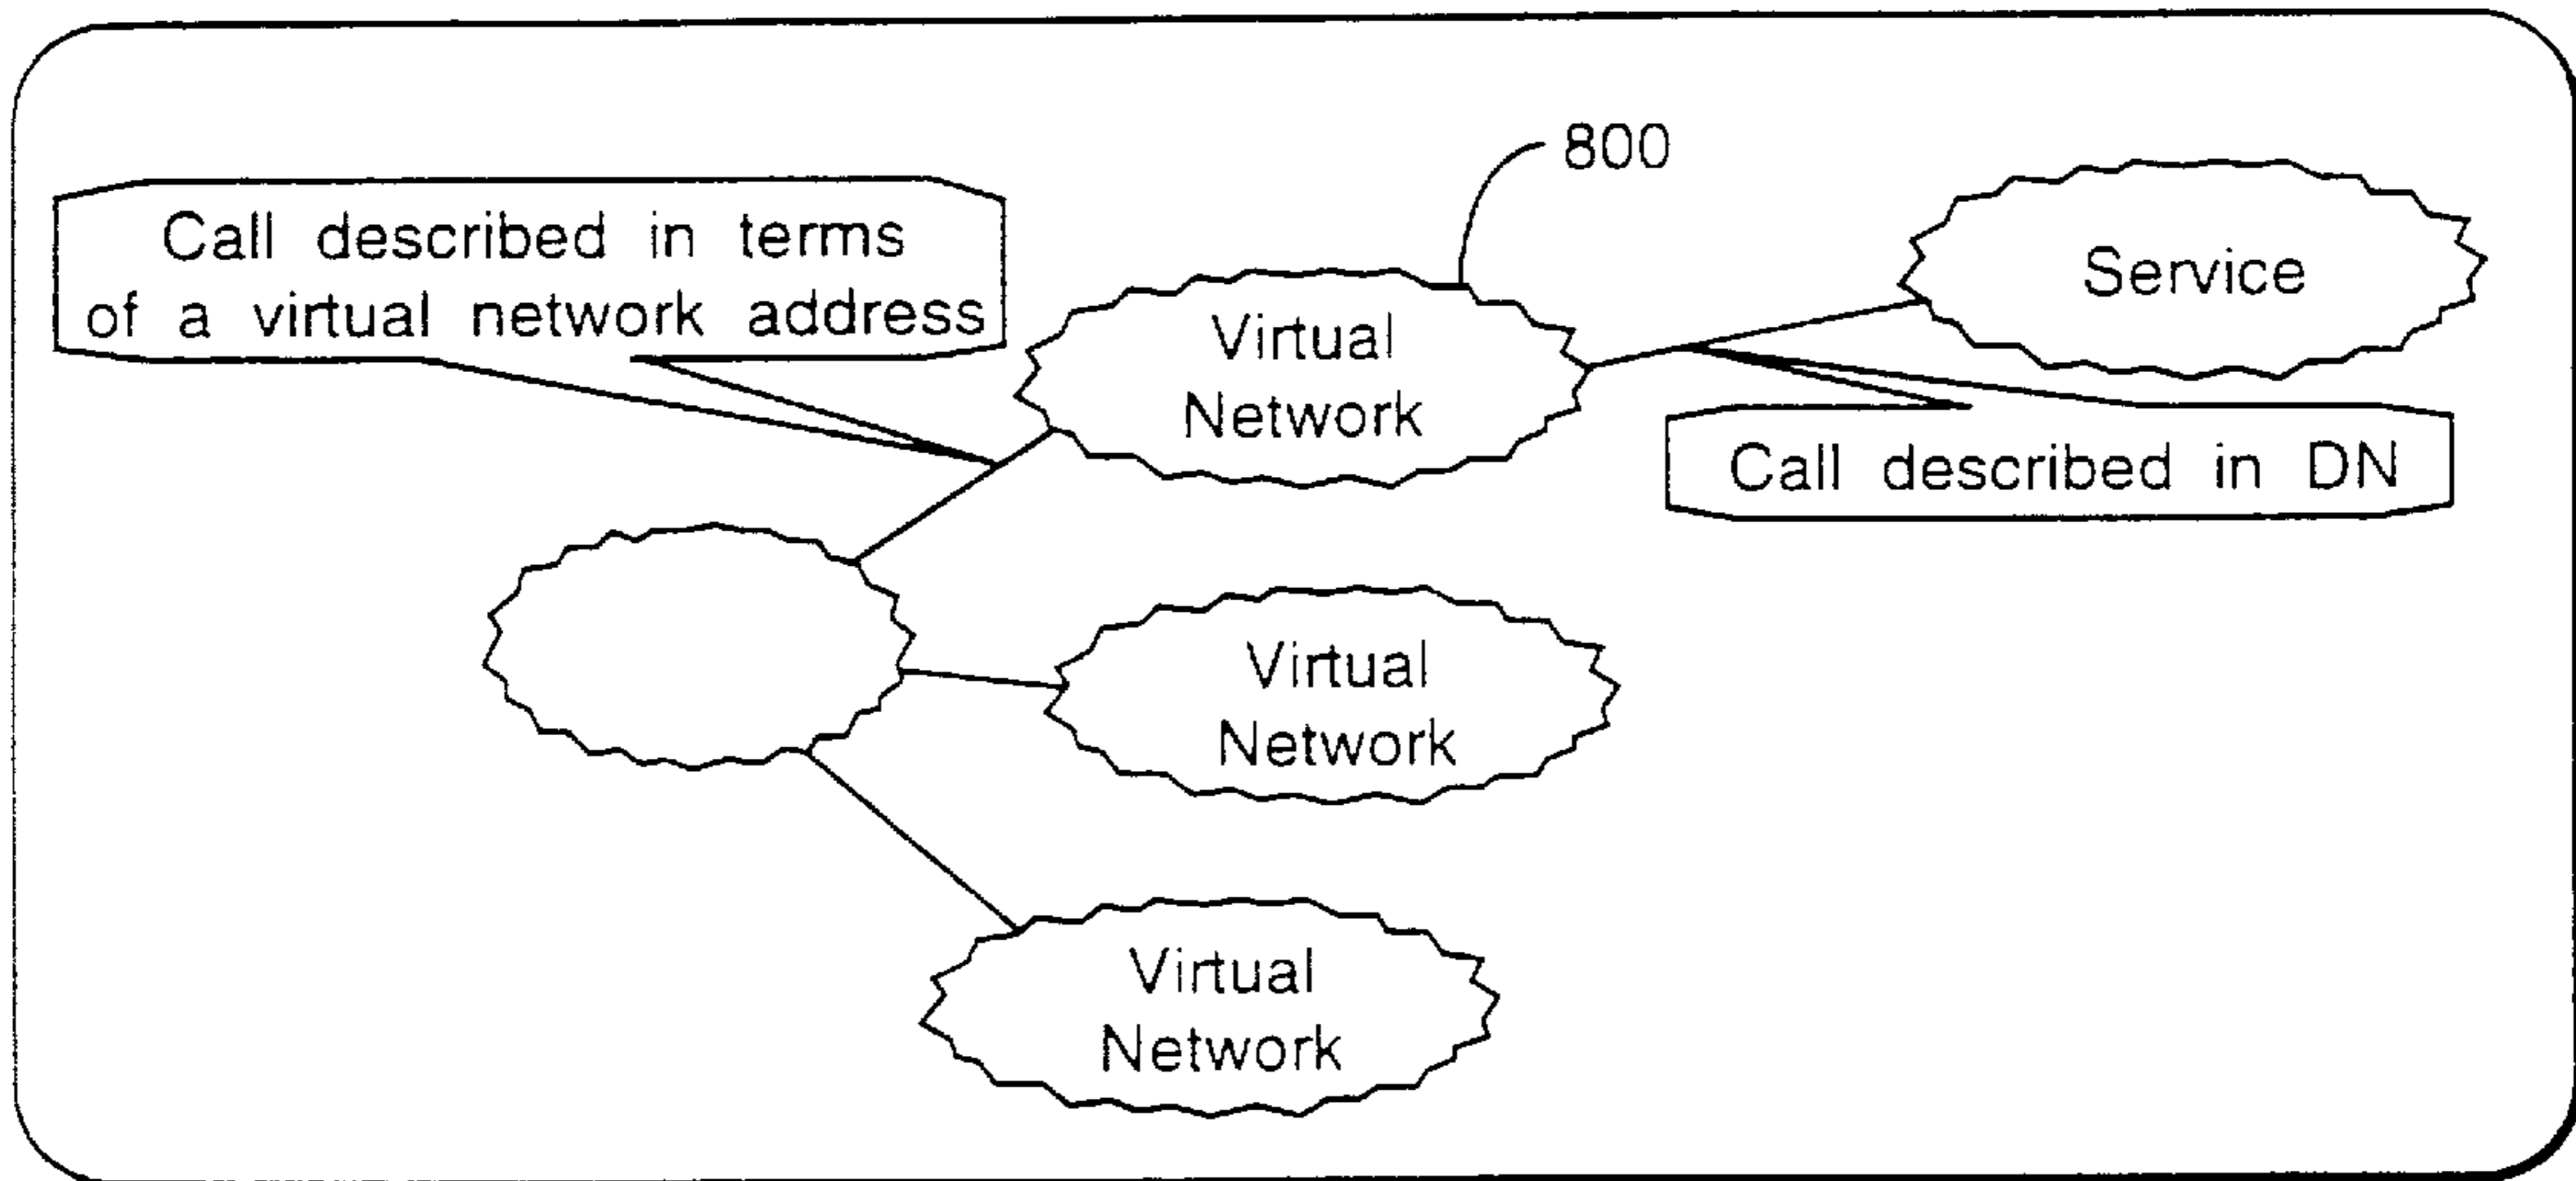 800
Call described in terms
of a virtual network address
Service
Virtual
Network
Call described in DN
Virtual
Network
Virtual
Network